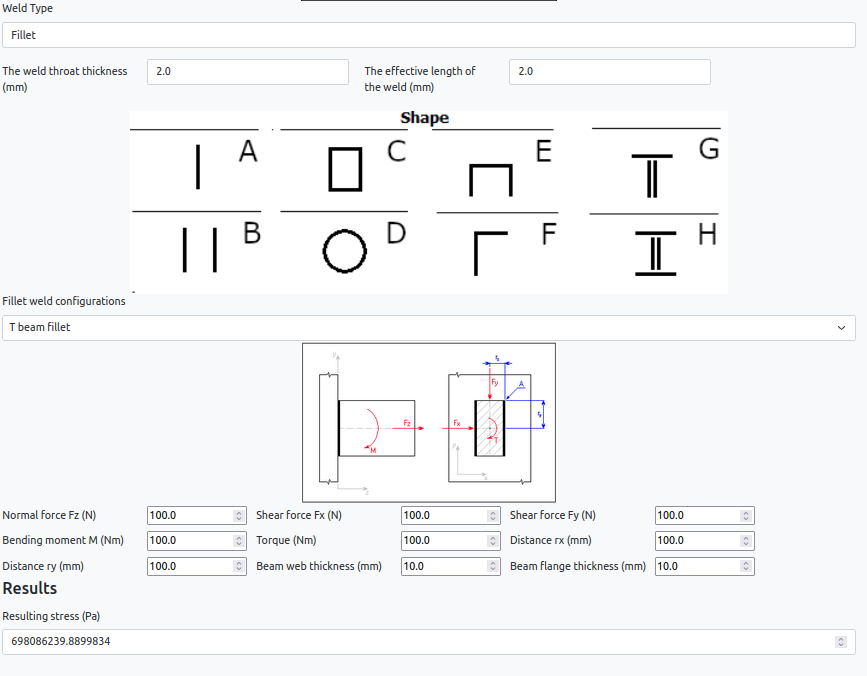 Weld Type
Fillet
The weld throat thickness (mm)
2.0
The effective length of the weld (mm)
2.0
Shape
A
C
E
G
B
D
F
H
Fillet weld configurations
T beam fillet
y
Fz
M
z
Fy
A
Fx
T
y
x
Normal force Fz (N)
100.0
Shear force Fx (N)
100.0
Shear force Fy (N)
100.0
Bending moment M (Nm)
100.0
Torque (Nm)
100.0
Distance rx (mm)
100.0
Distance ry (mm)
100.0
Beam web thickness (mm)
10.0
Beam flange thickness (mm)
10.0
Results
Resulting stress (Pa)
698086239.8899834